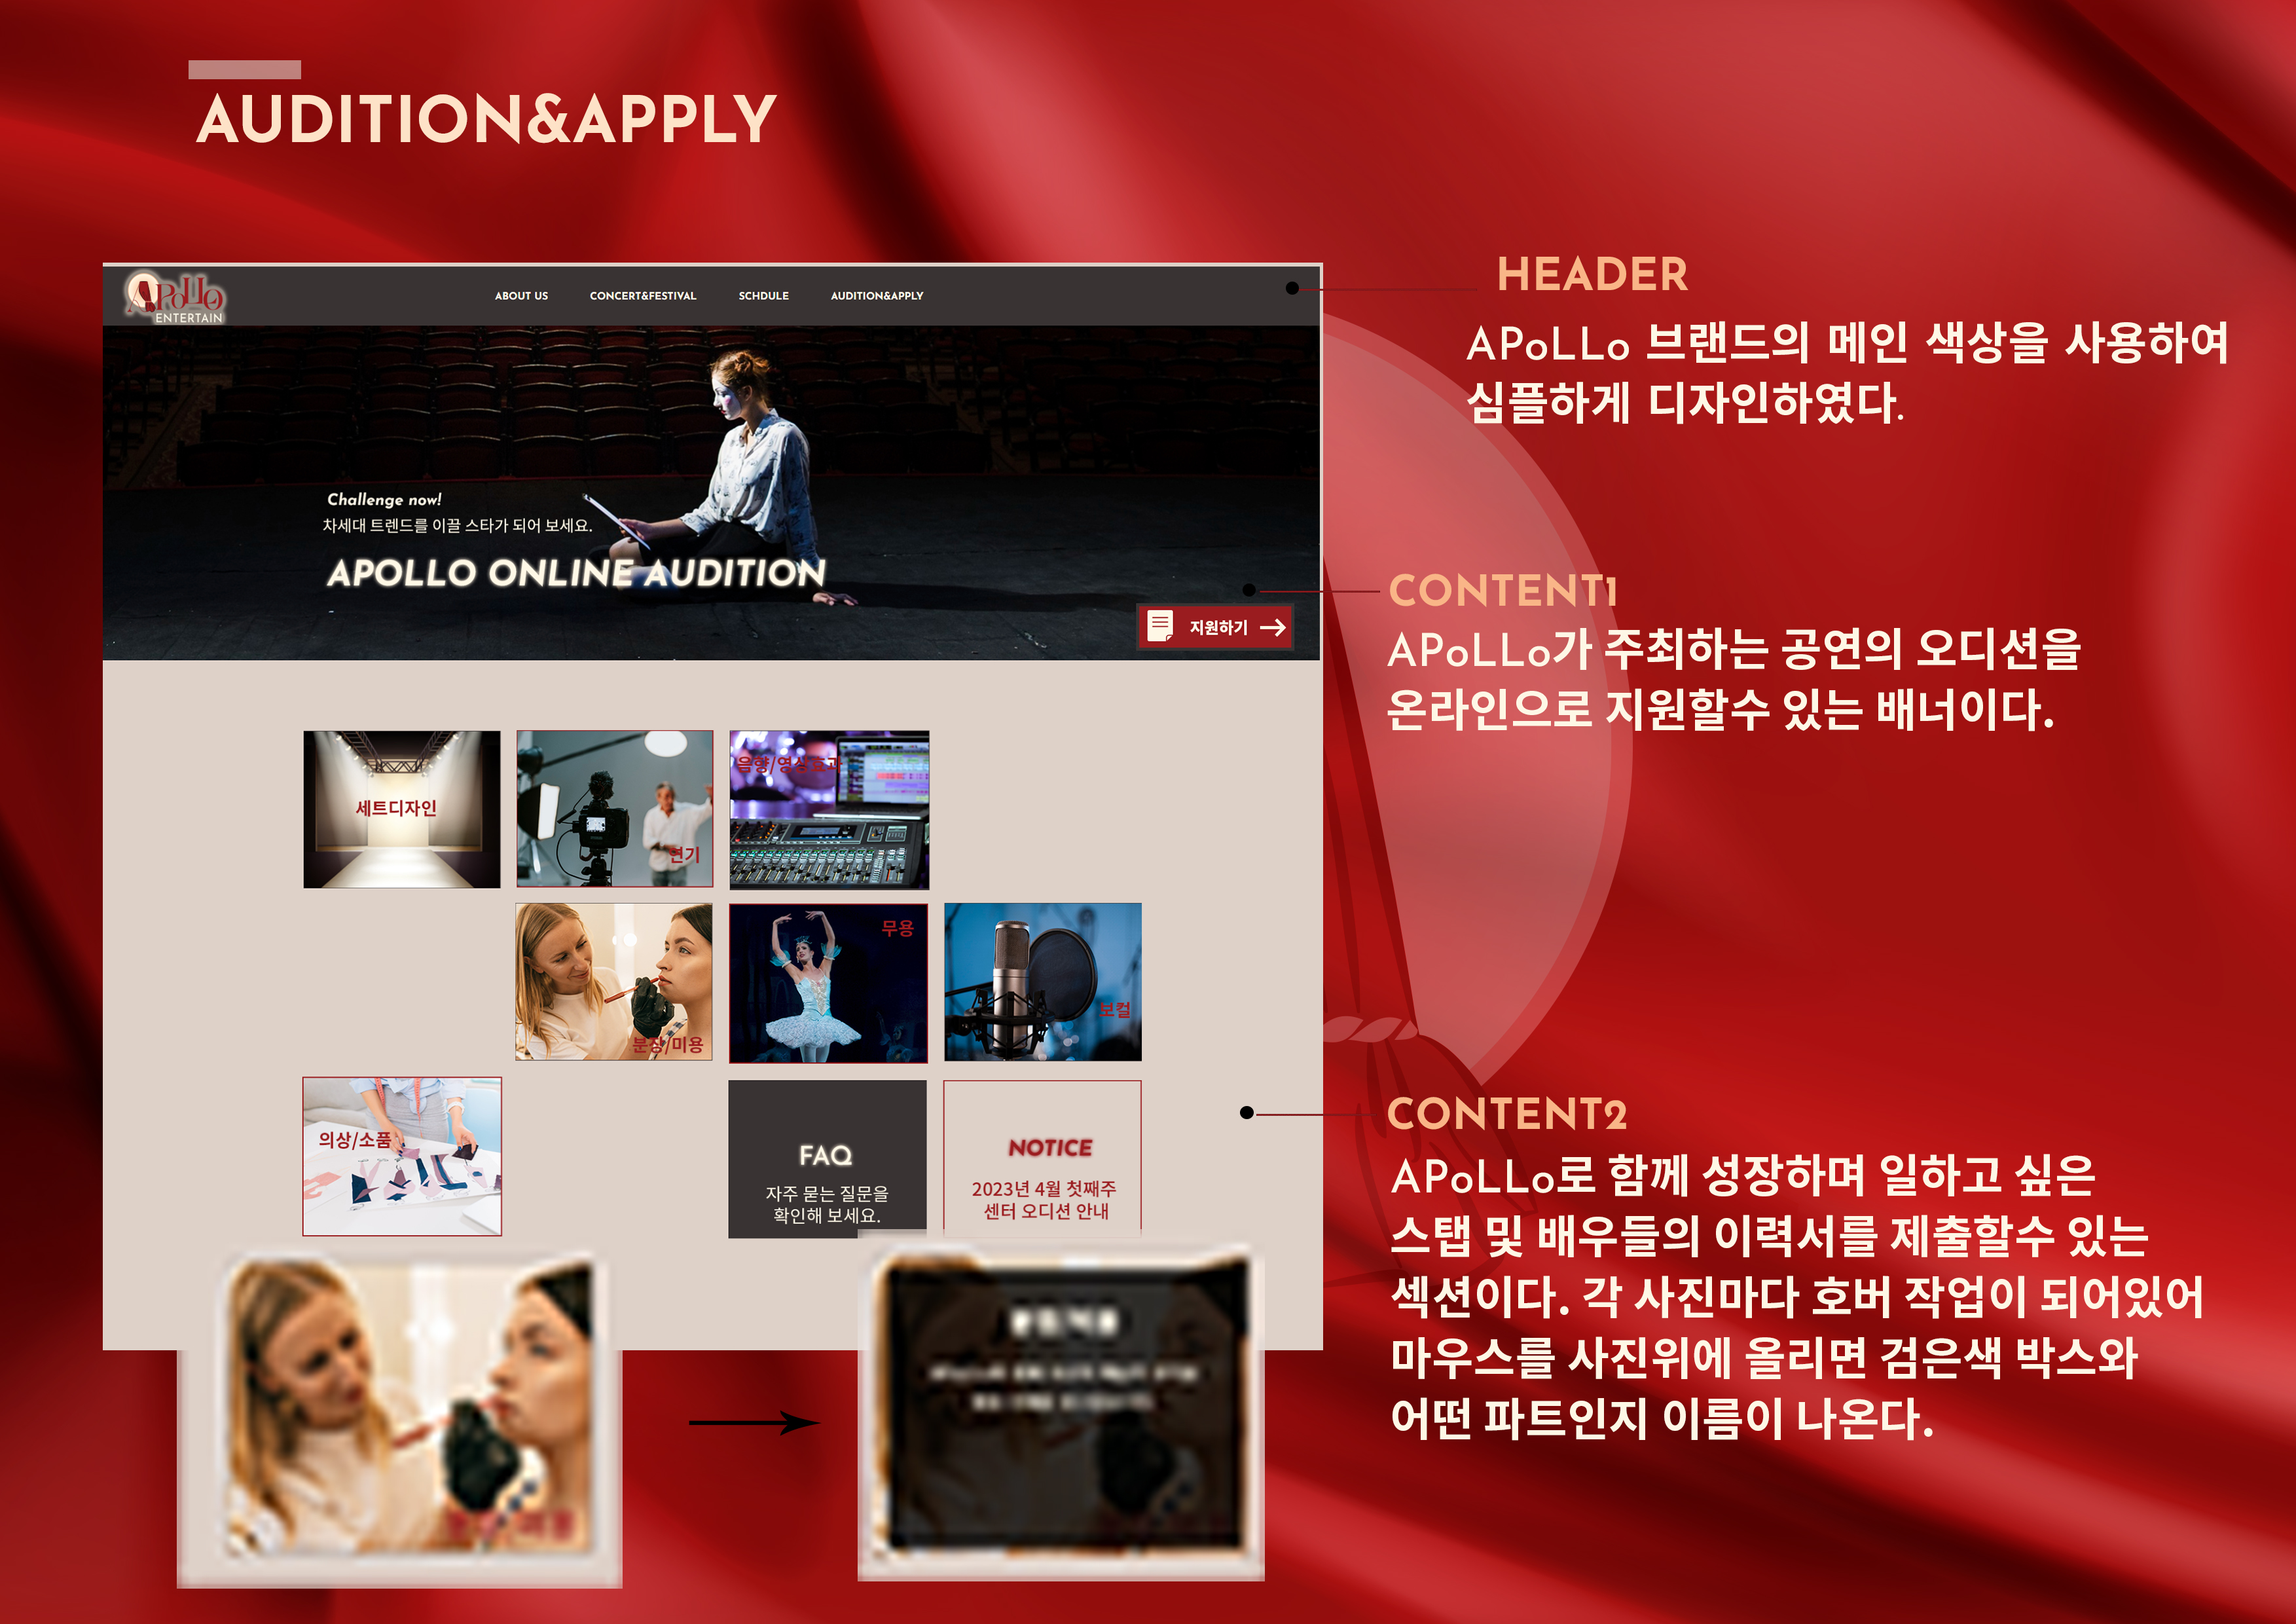 AUDITION&APPLY
APoLLo
ENTERTAIN
ABOUT US
CONCERT&FESTIVAL
SCHDULE
AUDITION&APPLY
Challenge now!
차세대 트렌드를 이끌 스타가 되어 보세요.
APOLLO ONLINE AUDITION
지원하기
세트디자인
연기
음향/영상효과
분장/미용
무용
보컬
의상/소품
FAQ
자주 묻는 질문을
확인해 보세요.
NOTICE
2023년 4월 첫째주
센터 오디션 안내
HEADER
APoLLo 브랜드의 메인 색상을 사용하여
심플하게 디자인하였다.
CONTENT1
APoLLo가 주최하는 공연의 오디션을
온라인으로 지원할수 있는 배너이다.
CONTENT2
APoLLo로 함께 성장하며 일하고 싶은
스탭 및 배우들의 이력서를 제출할수 있는
섹션이다. 각 사진마다 호버 작업이 되어있어
마우스를 사진위에 올리면 검은색 박스와
어떤 파트인지 이름이 나온다.